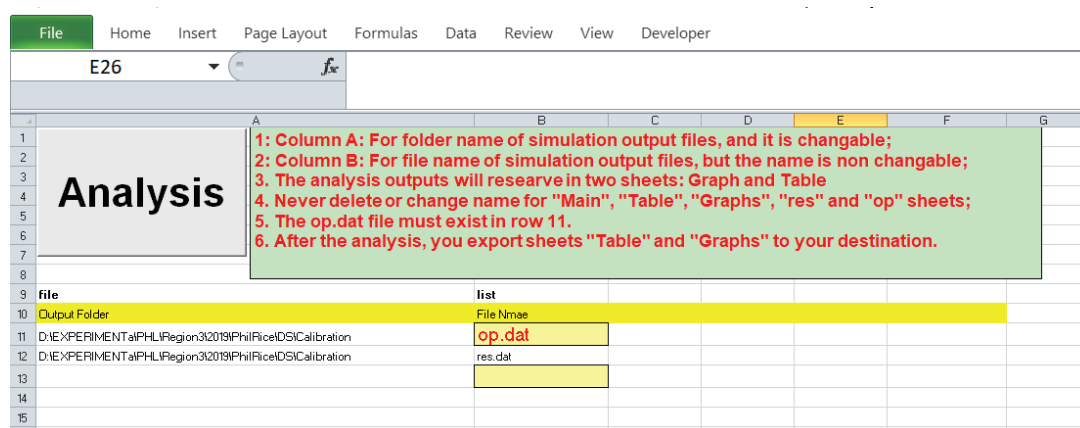 File Home Insert Page Layout Formulas Data Review View Developer
E26 fx
A B C D E F G
1
2
3
4
5
6
7
8
Analysis
1: Column A: For folder name of simulation output files, and it is changable;
2: Column B: For file name of simulation output files, but the name is non changable;
3. The analysis outputs will researve in two sheets: Graph and Table
4. Never delete or change name for "Main", "Table", "Graphs", "res" and "op" sheets;
5. The op.dat file must exist in row 11.
6. After the analysis, you export sheets "Table" and "Graphs" to your destination.
9 file list
10 Output Folder File Nmae
11 D:\EXPERIMENTa\PHL\Region3\2019\PhilRice\DS\Calibration op.dat
12 D:\EXPERIMENTa\PHL\Region3\2019\PhilRice\DS\Calibration res.dat
13
14
15